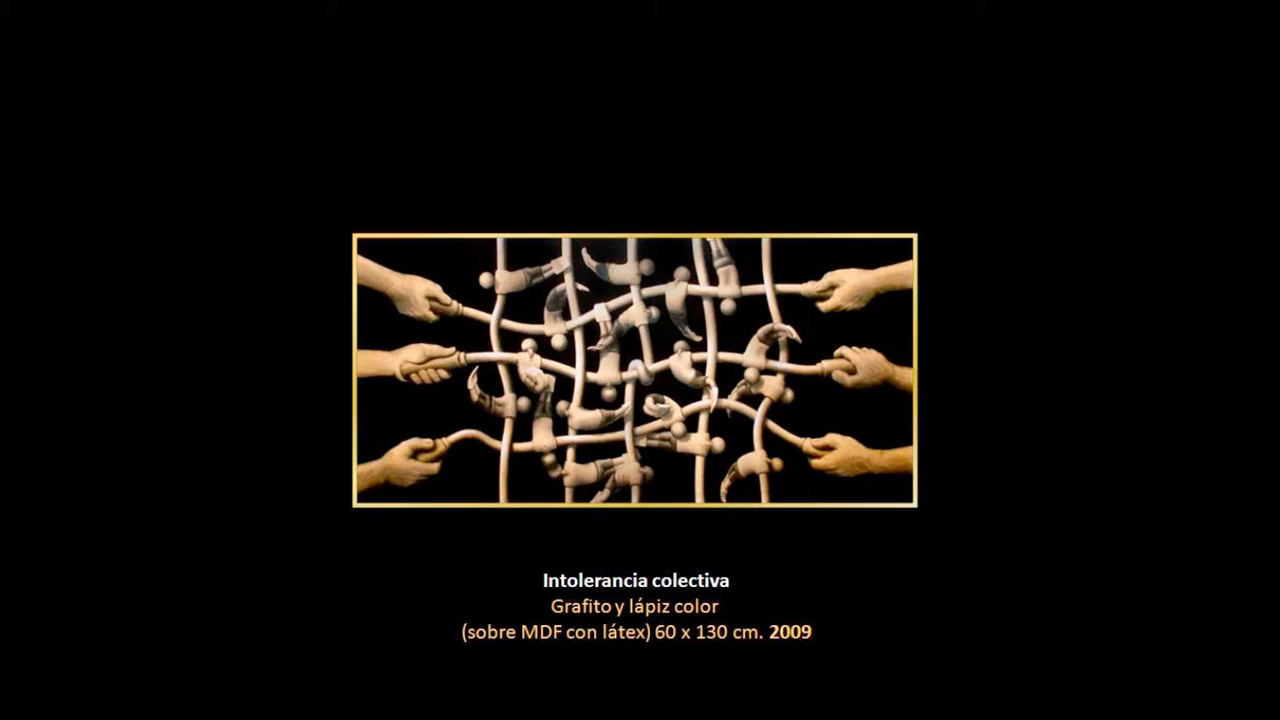 Intolerancia colectiva
Grafito y lápiz color
(sobre MDF con látex) 60 x 130 cm. 2009